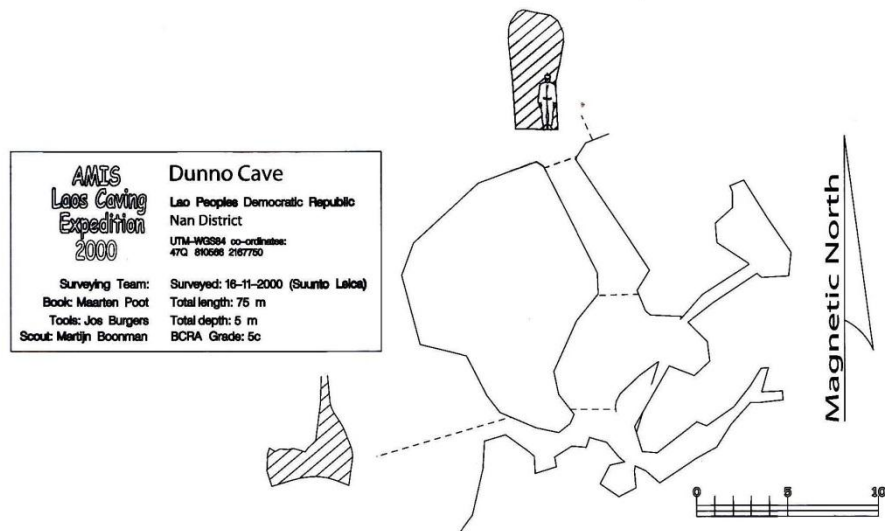 AMIS
Laos Caving
Expedition
2000
Dunno Cave
Lao Peoples Democratic Republic
Nan District
UTM-WGS84 co-ordinates:
47Q 810566 2167750
Surveying Team:
Book: Maarten Poot
Tools: Jos Burgers
Scout: Martijn Boonman
Surveyed: 16-11-2000 (Suunto Leica)
Total length: 75 m
Total depth: 5 m
BCRA Grade: 5c
Magnetic North
0 5 10